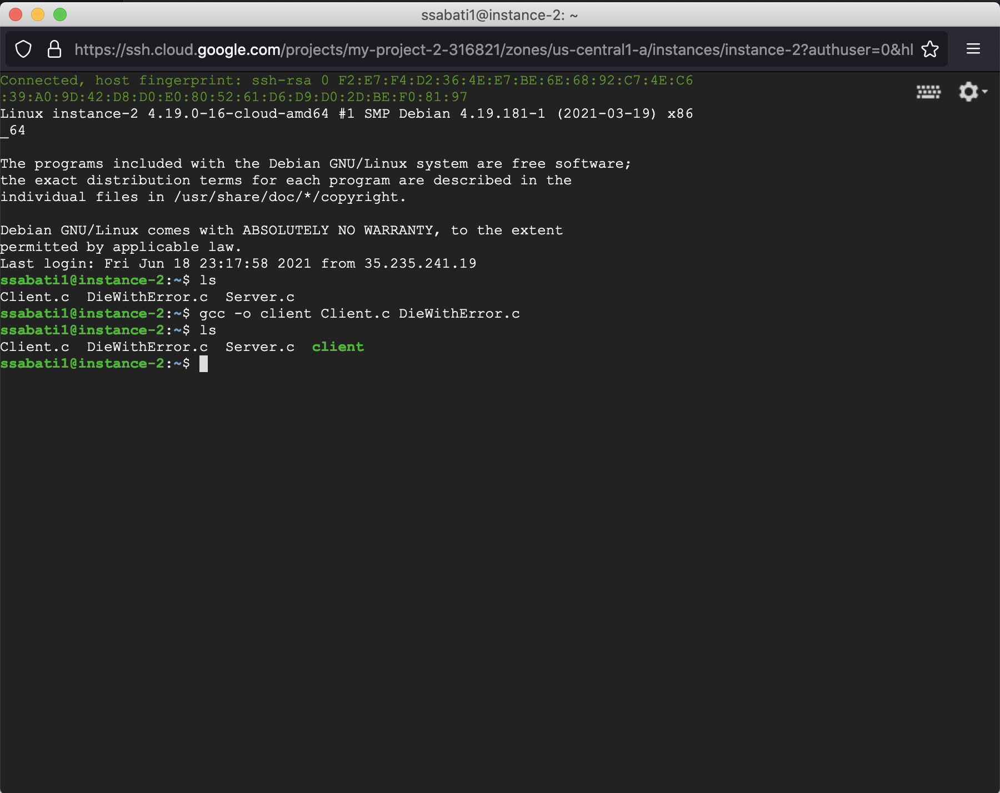 ssabati1@instance-2: ~
https://ssh.cloud.google.com/projects/my-project-2-316821/zones/us-central1-a/instances/instance-2?authuser=0&hl
Connected, host fingerprint: ssh-rsa 0 F2:E7:F4:D2:36:4E:E7:BE:6E:68:92:C7:4E:C6
:39:A0:9D:42:D8:D0:E0:80:52:61:D6:D9:D0:2D:BE:F0:81:97
Linux instance-2 4.19.0-16-cloud-amd64 #1 SMP Debian 4.19.181-1 (2021-03-19) x86
_64
The programs included with the Debian GNU/Linux system are free software;
the exact distribution terms for each program are described in the
individual files in /usr/share/doc/*/copyright.
Debian GNU/Linux comes with ABSOLUTELY NO WARRANTY, to the extent
permitted by applicable law.
Last login: Fri Jun 18 23:17:58 2021 from 35.235.241.19
ssabati1@instance-2:~$ ls
Client.c  DieWithError.c  Server.c
ssabati1@instance-2:~$ gcc -o client Client.c DieWithError.c
ssabati1@instance-2:~$ ls
Client.c  DieWithError.c  Server.c  client
ssabati1@instance-2:~$